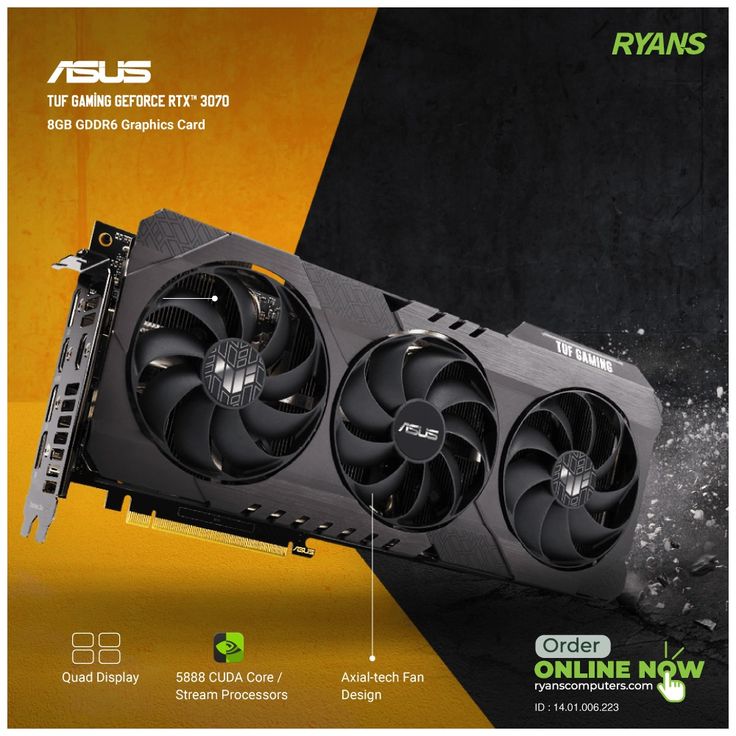 RYANS
ASUS
TUF GAMING GEFORCE RTX™ 3070
8GB GDDR6 Graphics Card
TUF GAMING
ASUS
ASUS
Quad Display
5888 CUDA Core /
Stream Processors
Axial-tech Fan
Design
Order
ONLINE NOW
ryanscomputers.com
ID : 14.01.006.223